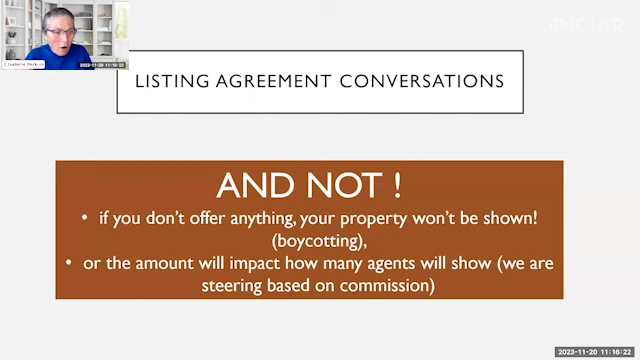 NCJAR
Isabelle Perkins
2023-11-20 11:16:22
LISTING AGREEMENT CONVERSATIONS
AND NOT !
• if you don't offer anything, your property won't be shown!
(boycotting),
• or the amount will impact how many agents will show (we are
steering based on commission)
2023-11-20 11:16:22